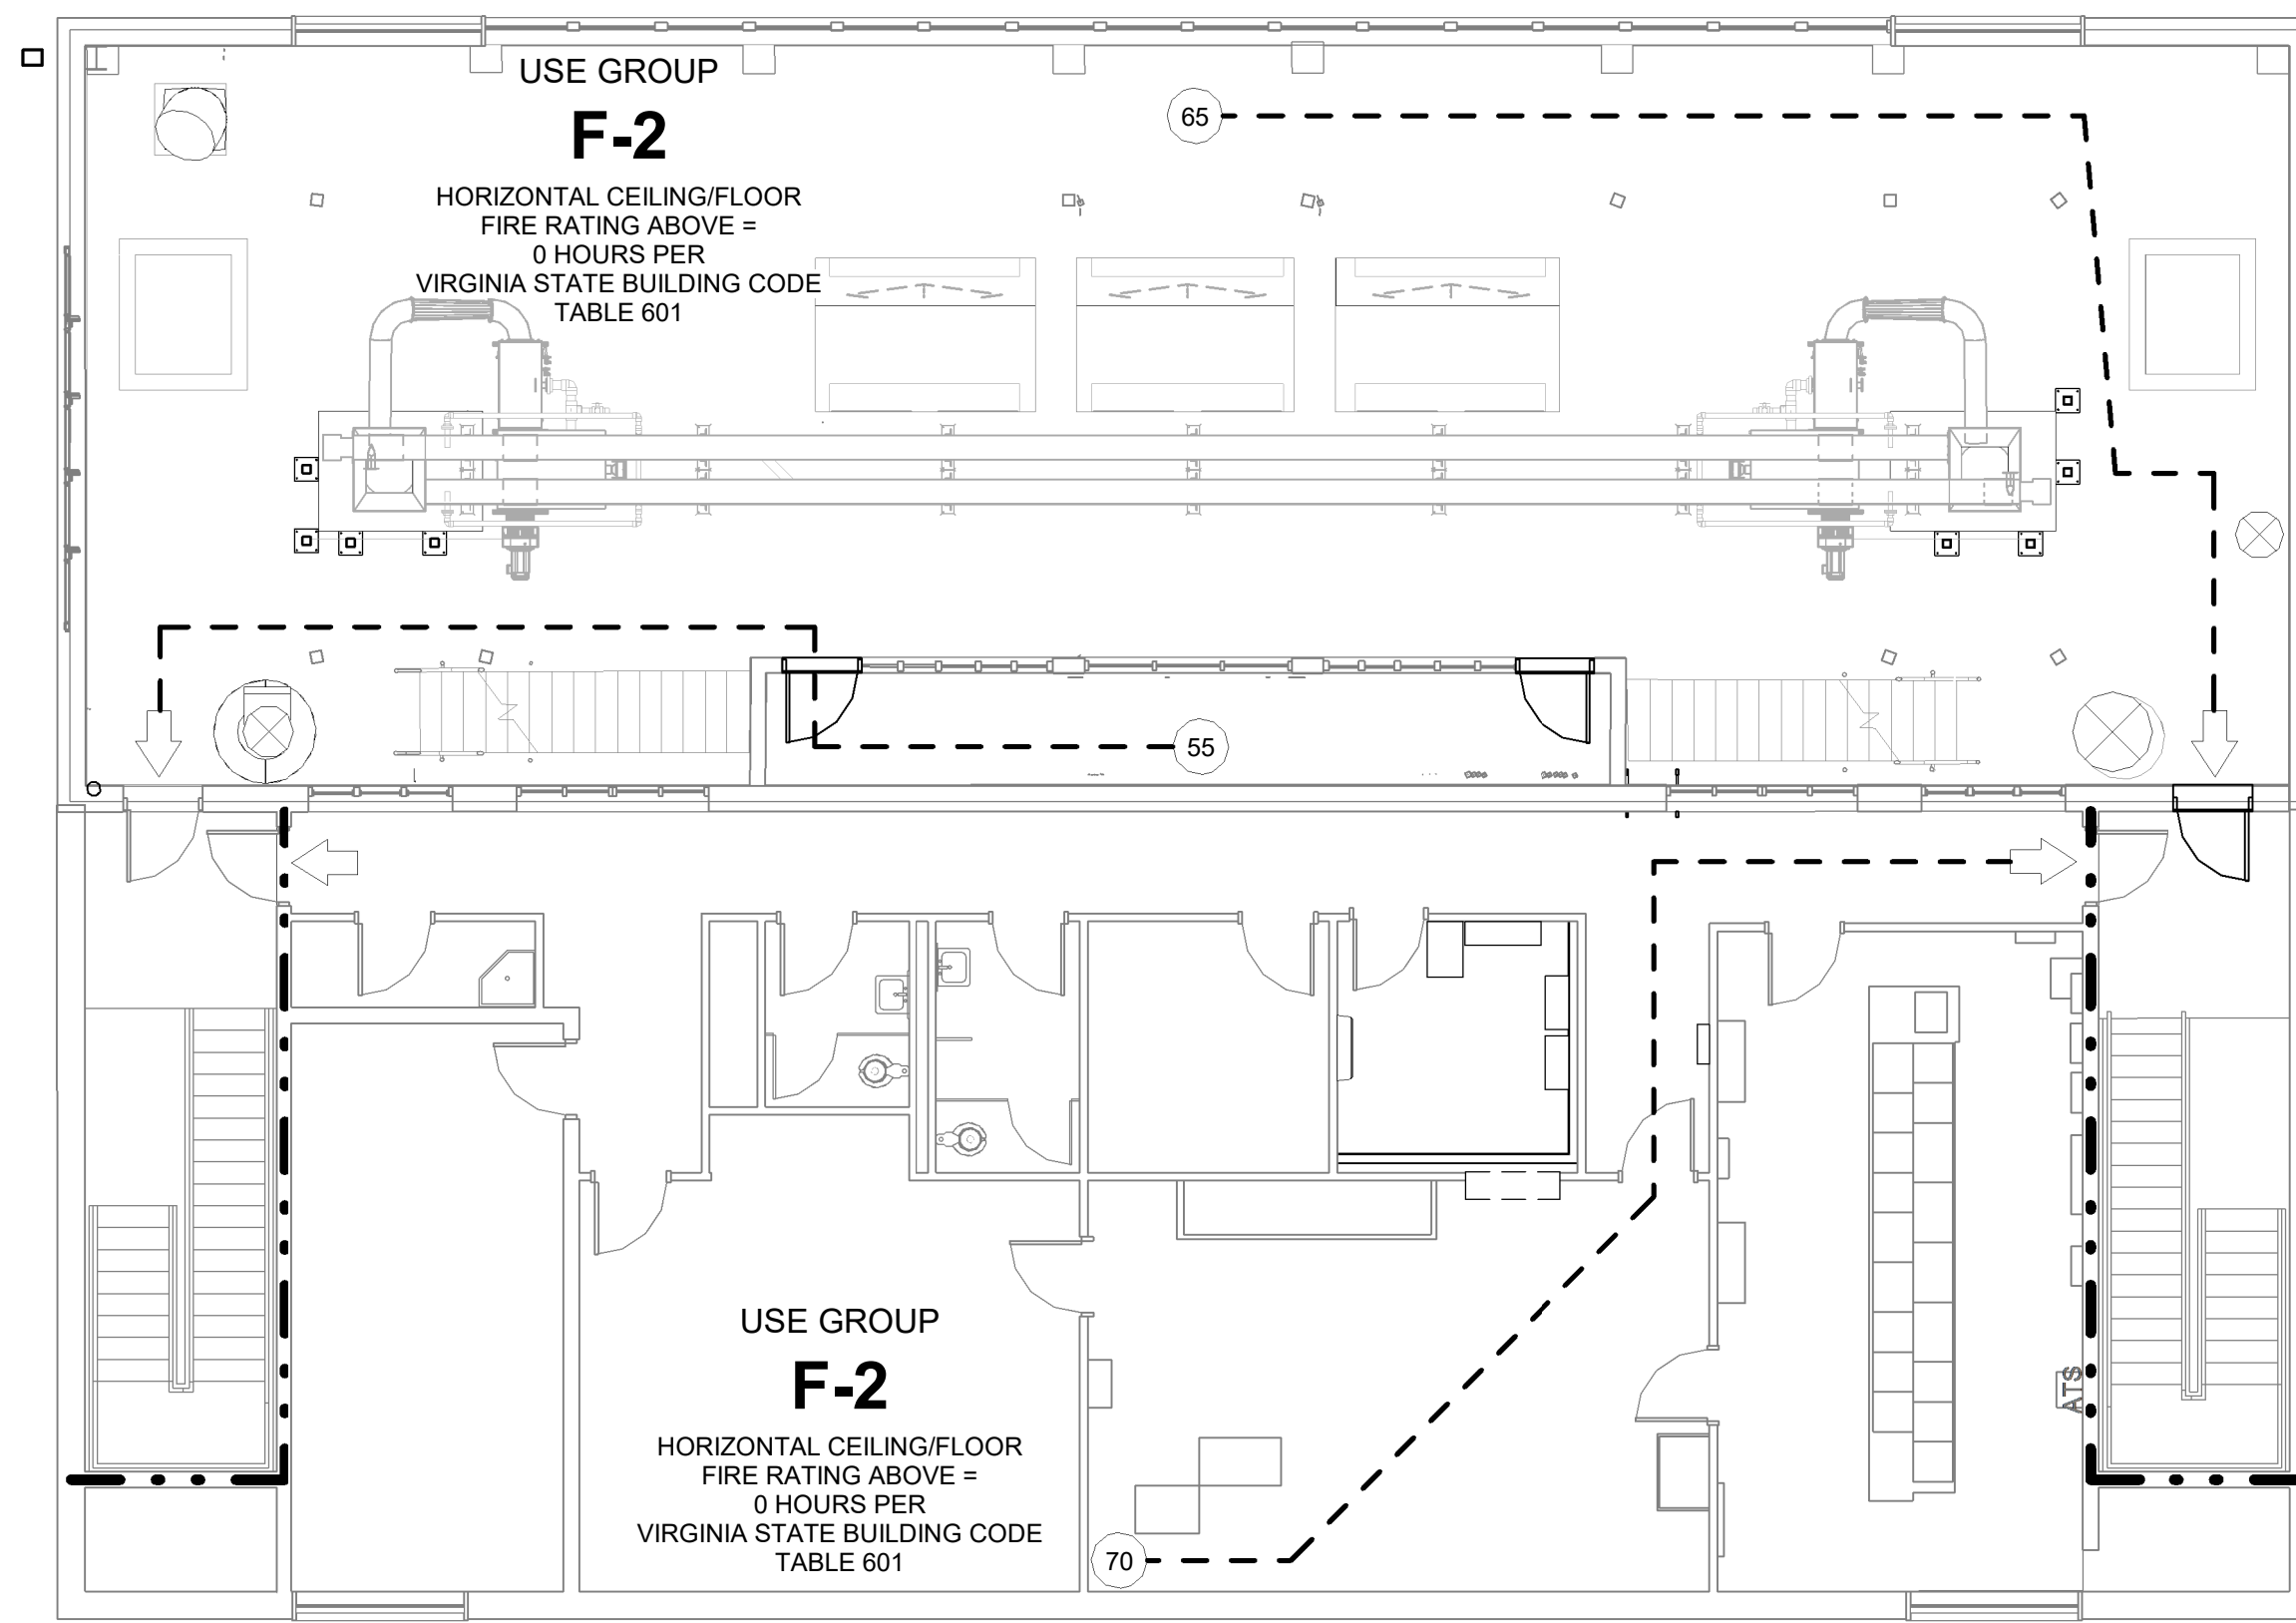 USE GROUP
F-2
HORIZONTAL CEILING/FLOOR
FIRE RATING ABOVE =
0 HOURS PER
VIRGINIA STATE BUILDING CODE
TABLE 601
65
55
USE GROUP
F-2
HORIZONTAL CEILING/FLOOR
FIRE RATING ABOVE =
0 HOURS PER
VIRGINIA STATE BUILDING CODE
TABLE 601
ATS
70